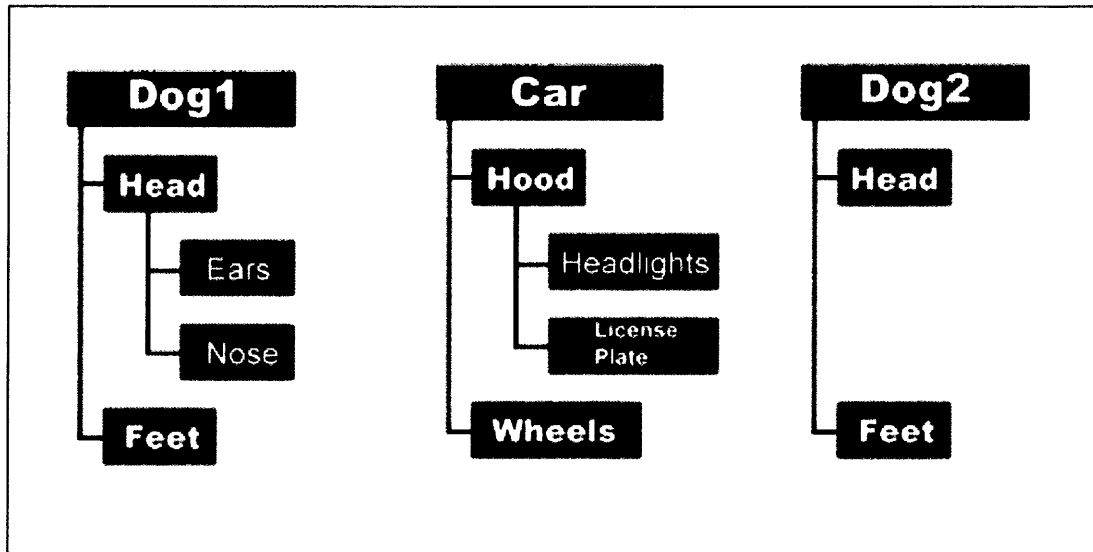 Dog1
Head
Ears
Nose
Feet
Car
Hood
Headlights
License
Plate
Wheels
Dog2
Head
Feet